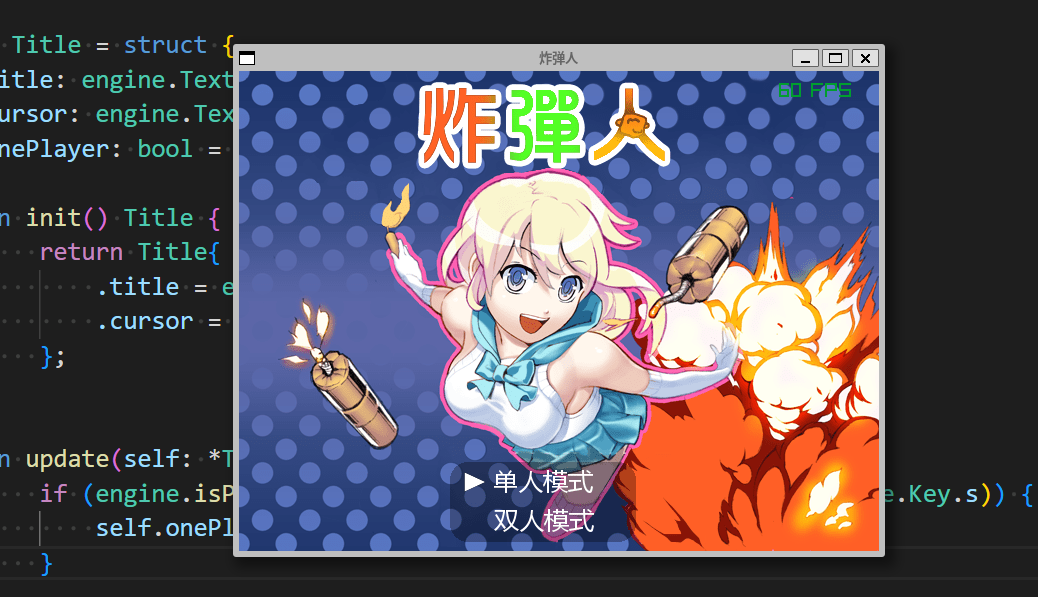 Title = struct {
炸弹人
itle: engine.Text
炸彈人
60 FPS
ursor: engine.Tex
nePlayer: bool =
n init() Title {
return Title{
.title = e
.cursor =
};
n update(self: *T
▶ 单人模式
if (engine.isP
e.Key.s)) {
self.onePl
双人模式
}